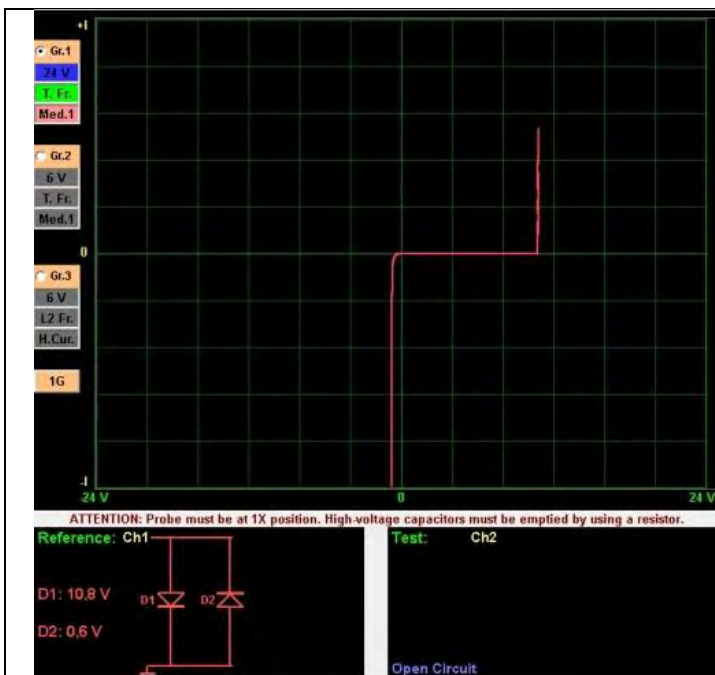 +I
Gr.1
24 V
T. Fr.
Med.1
Gr.2
6 V
T. Fr.
Med.1
0
Gr.3
6 V
L2 Fr.
H.Cur.
1G
-I
-24 V
0
24 V
ATTENTION: Probe must be at 1X position. High-voltage capacitors must be emptied by using a resistor.
Reference: Ch1
D1: 10,8 V
D1
D2
D2: 0,6 V
Test: Ch2
Open Circuit